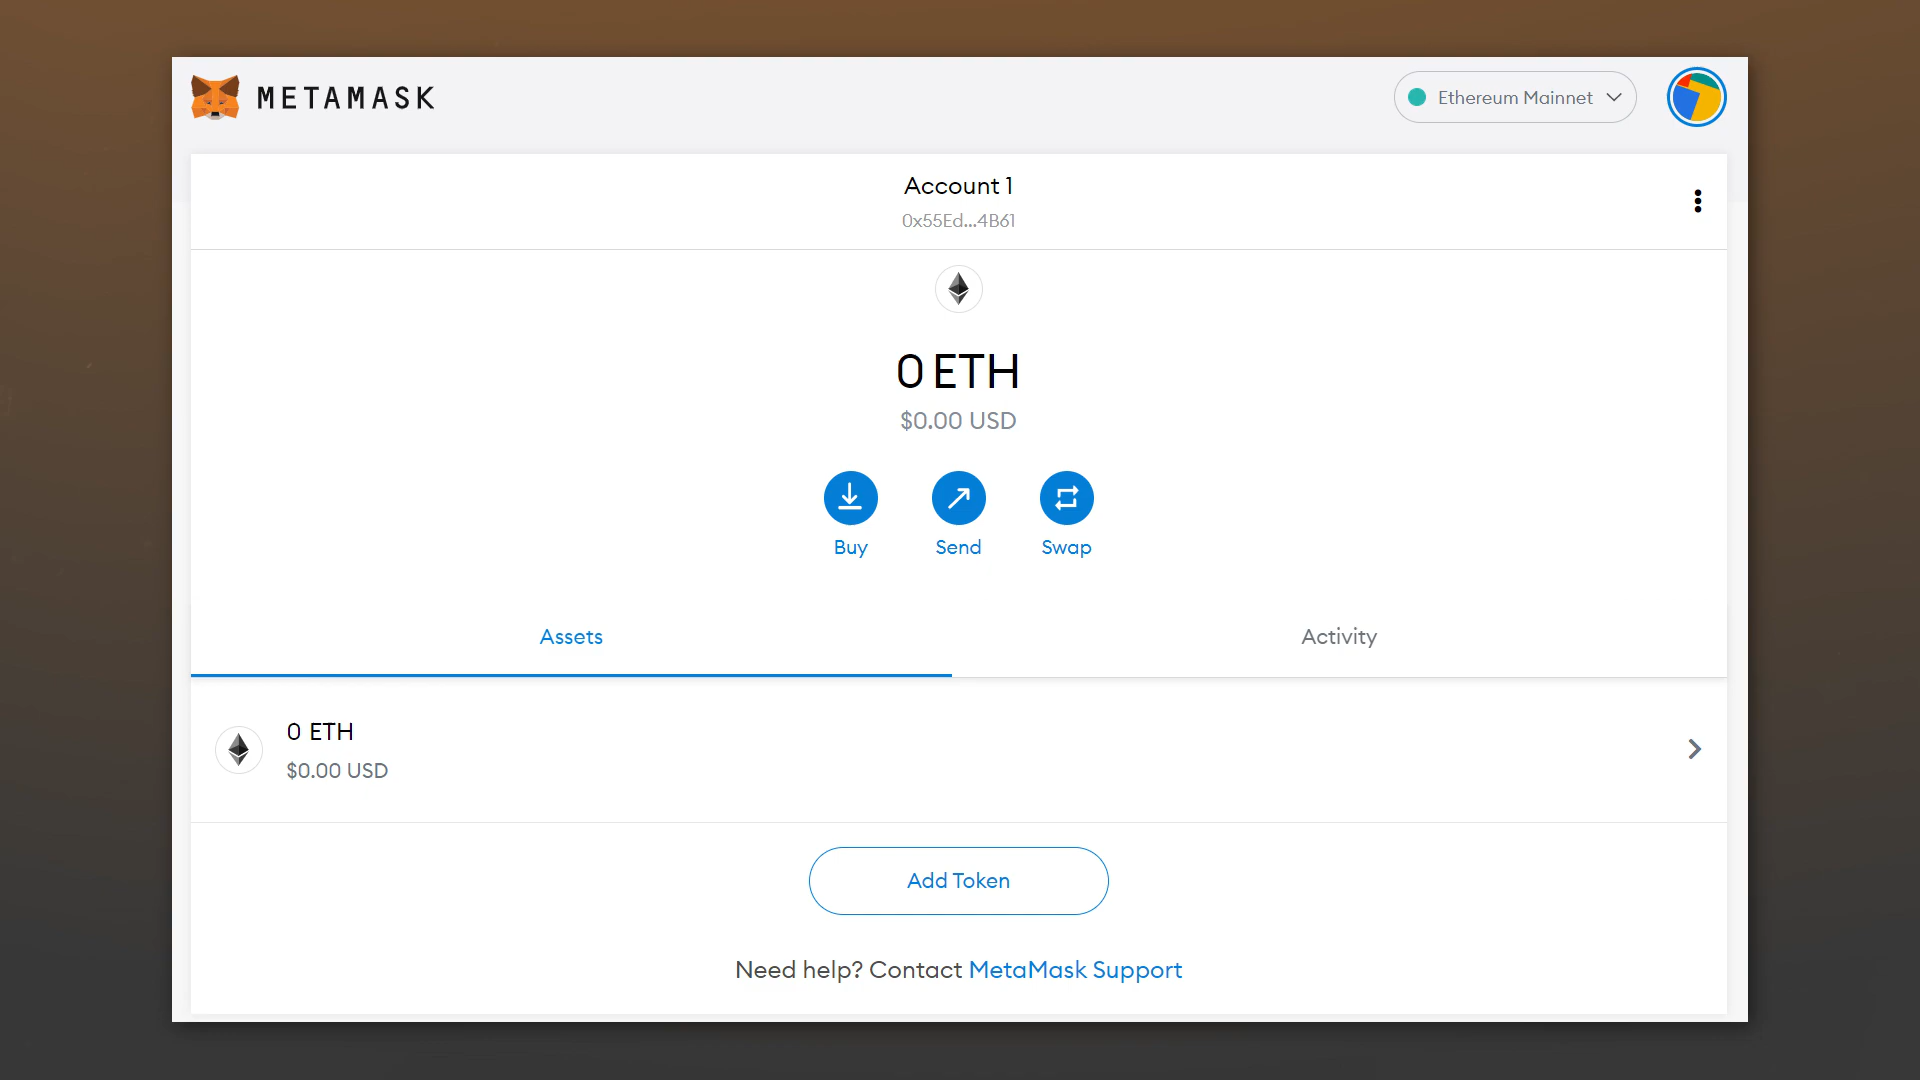 METAMASK
Ethereum Mainnet
Account 1
0x55Ed...4B61
0 ETH
$0.00 USD
Buy
Send
Swap
Assets
Activity
0 ETH
$0.00 USD
Add Token
Need help? Contact MetaMask Support